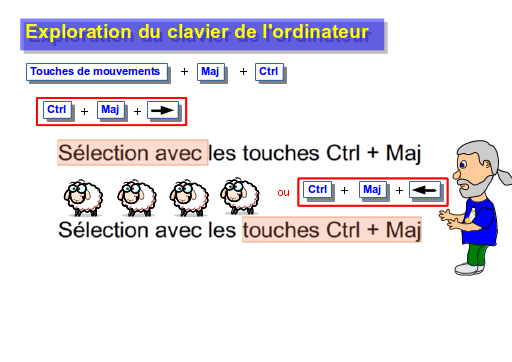 Exploration du clavier de l'ordinateur
Touches de mouvements + Maj + Ctrl
Ctrl + Maj +
Sélection avec les touches Ctrl + Maj
ou Ctrl + Maj +
Sélection avec les touches Ctrl + Maj